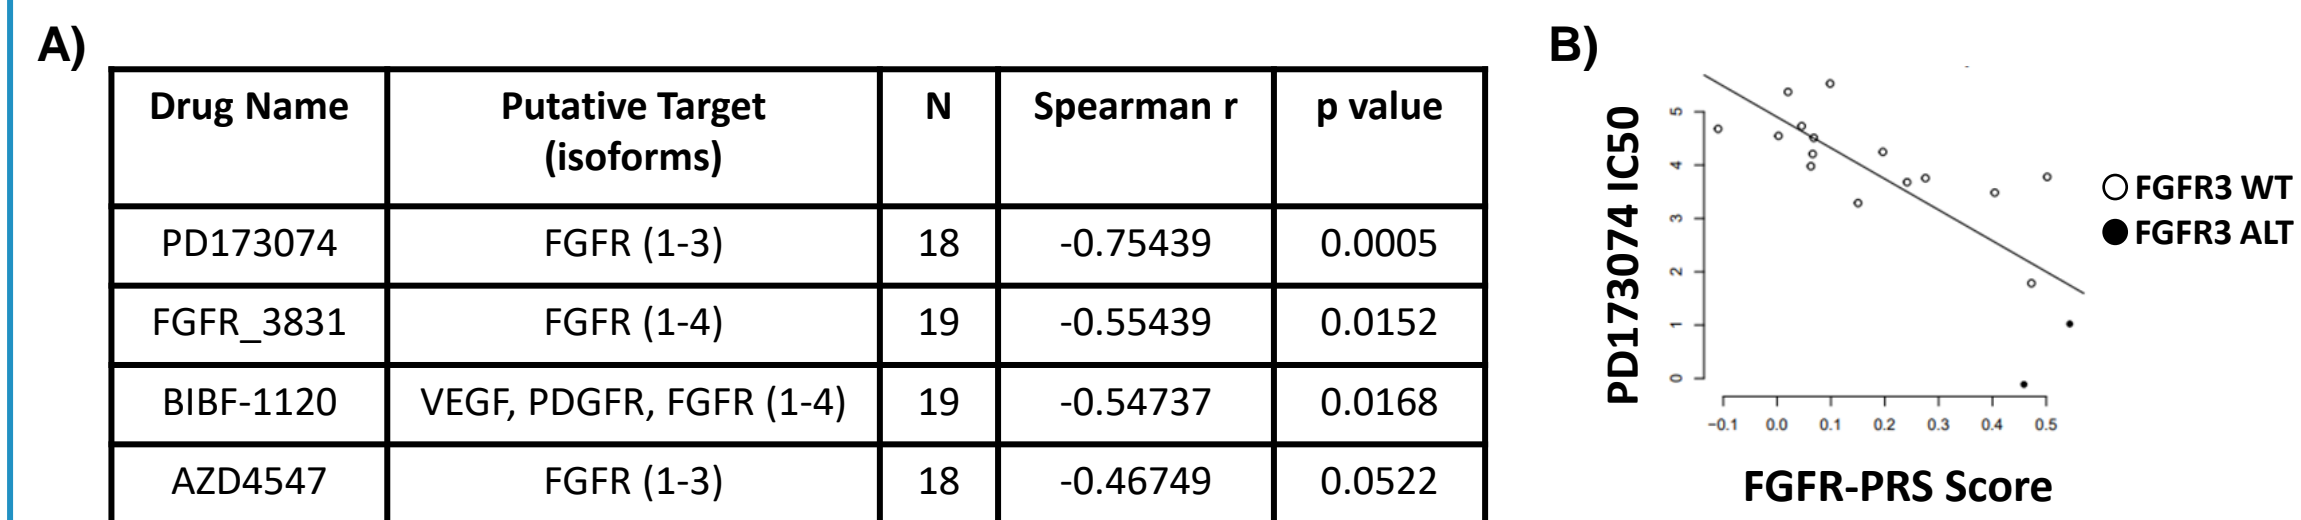 A)
Drug Name Putative Target (isoforms) N Spearman r p value
PD173074 FGFR (1-3) 18 -0.75439 0.0005
FGFR_3831 FGFR (1-4) 19 -0.55439 0.0152
BIBF-1120 VEGF, PDGFR, FGFR (1-4) 19 -0.54737 0.0168
AZD4547 FGFR (1-3) 18 -0.46749 0.0522
B)
PD173074 IC50
5
4
3
2
1
0
−0.1 0.0 0.1 0.2 0.3 0.4 0.5
FGFR-PRS Score
FGFR3 WT
FGFR3 ALT